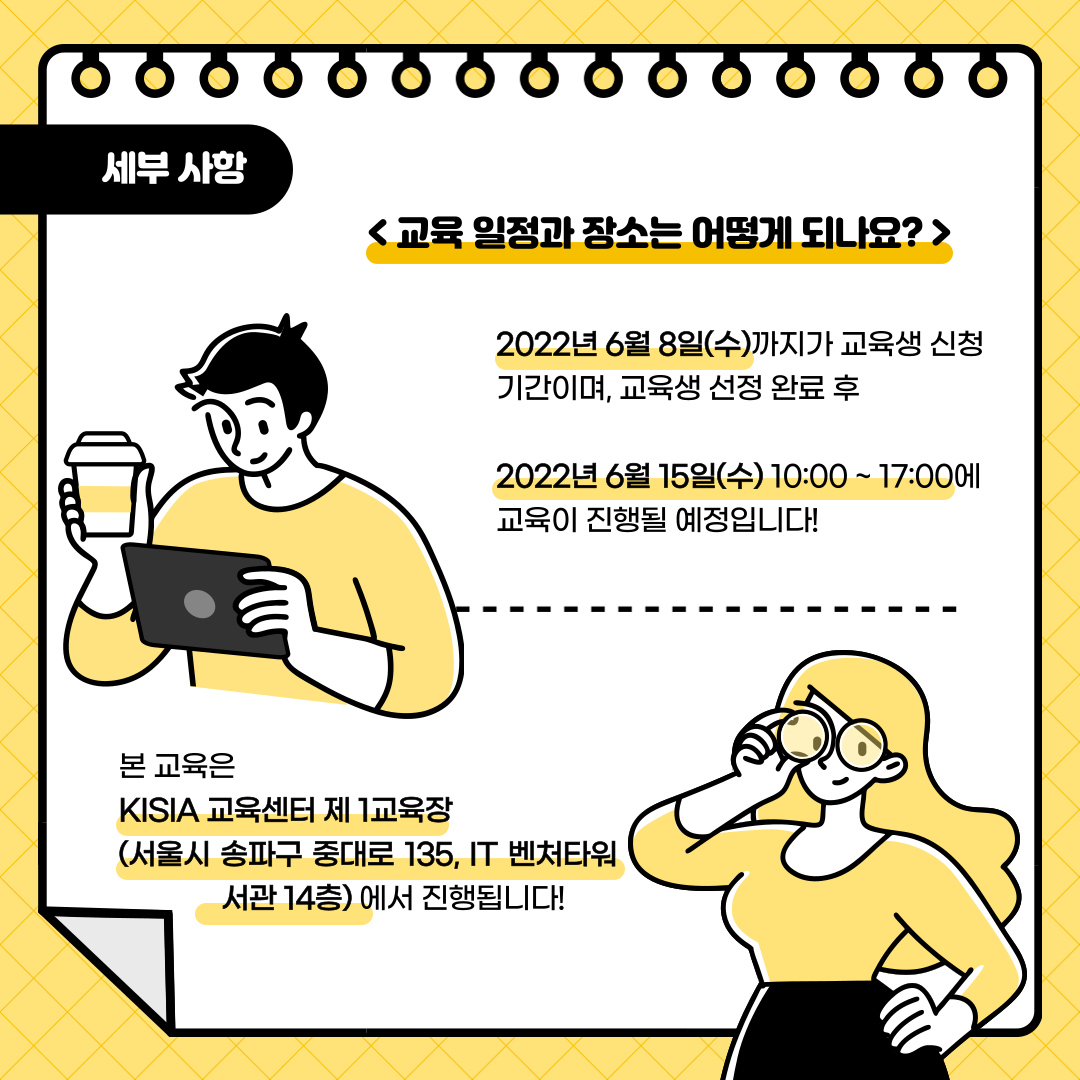 세부 사항
< 교육 일정과 장소는 어떻게 되나요? >
2022년 6월 8일(수)까지가 교육생 신청
기간이며, 교육생 선정 완료 후
2022년 6월 15일(수) 10:00 ~ 17:00에
교육이 진행될 예정입니다!
본 교육은
KISIA 교육센터 제 1교육장
(서울시 송파구 중대로 135, IT 벤처타워
서관 14층) 에서 진행됩니다!